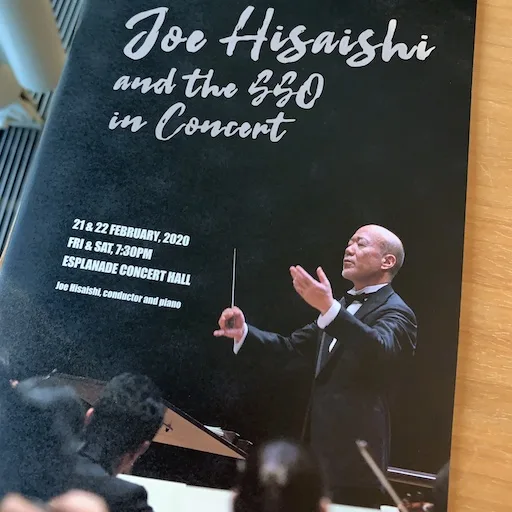 Joe Hisaishi
and the SSO
in Concert
21 & 22 FEBRUARY, 2020
FRI & SAT, 7:30PM
ESPLANADE CONCERT HALL
Joe Hisaishi, conductor and piano